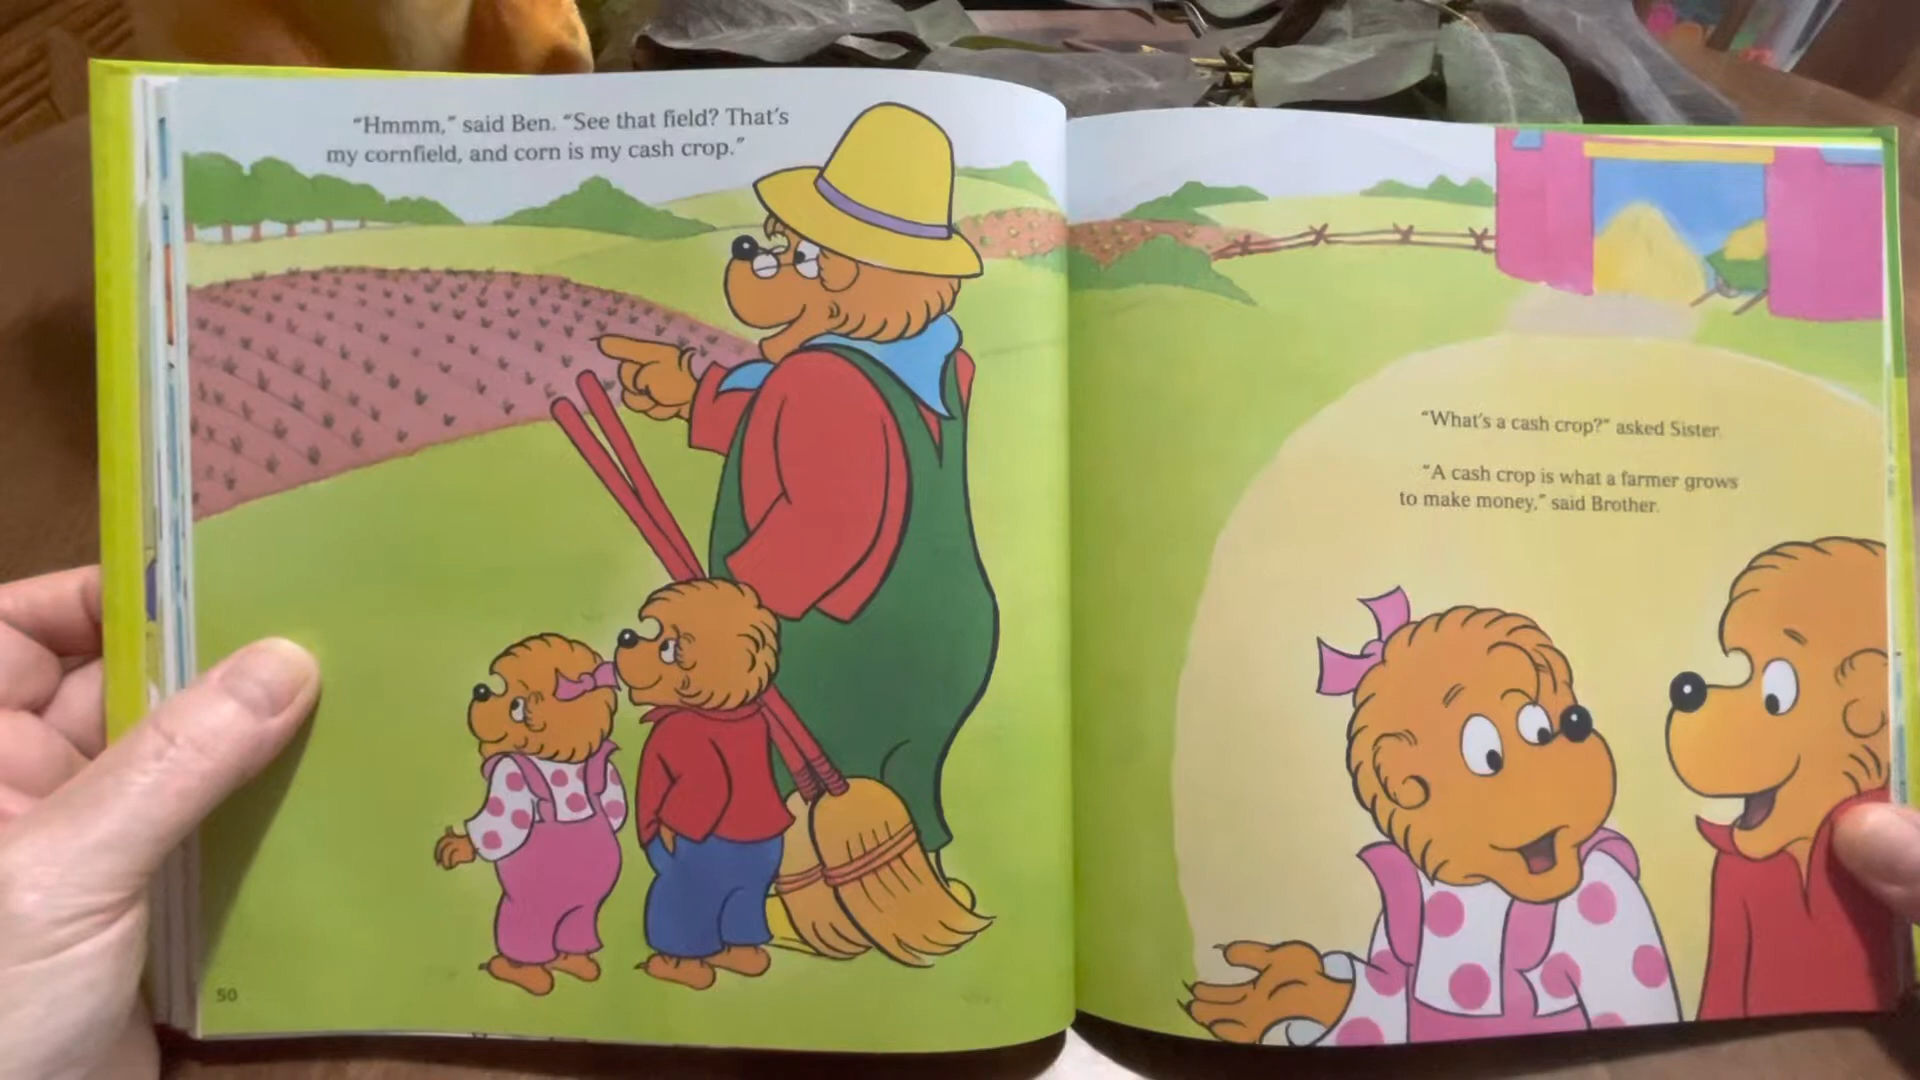 “Hmmm,” said Ben. “See that field? That’s
my cornfield, and corn is my cash crop.”
50
“What’s a cash crop?” asked Sister.
“A cash crop is what a farmer grows
to make money,” said Brother.